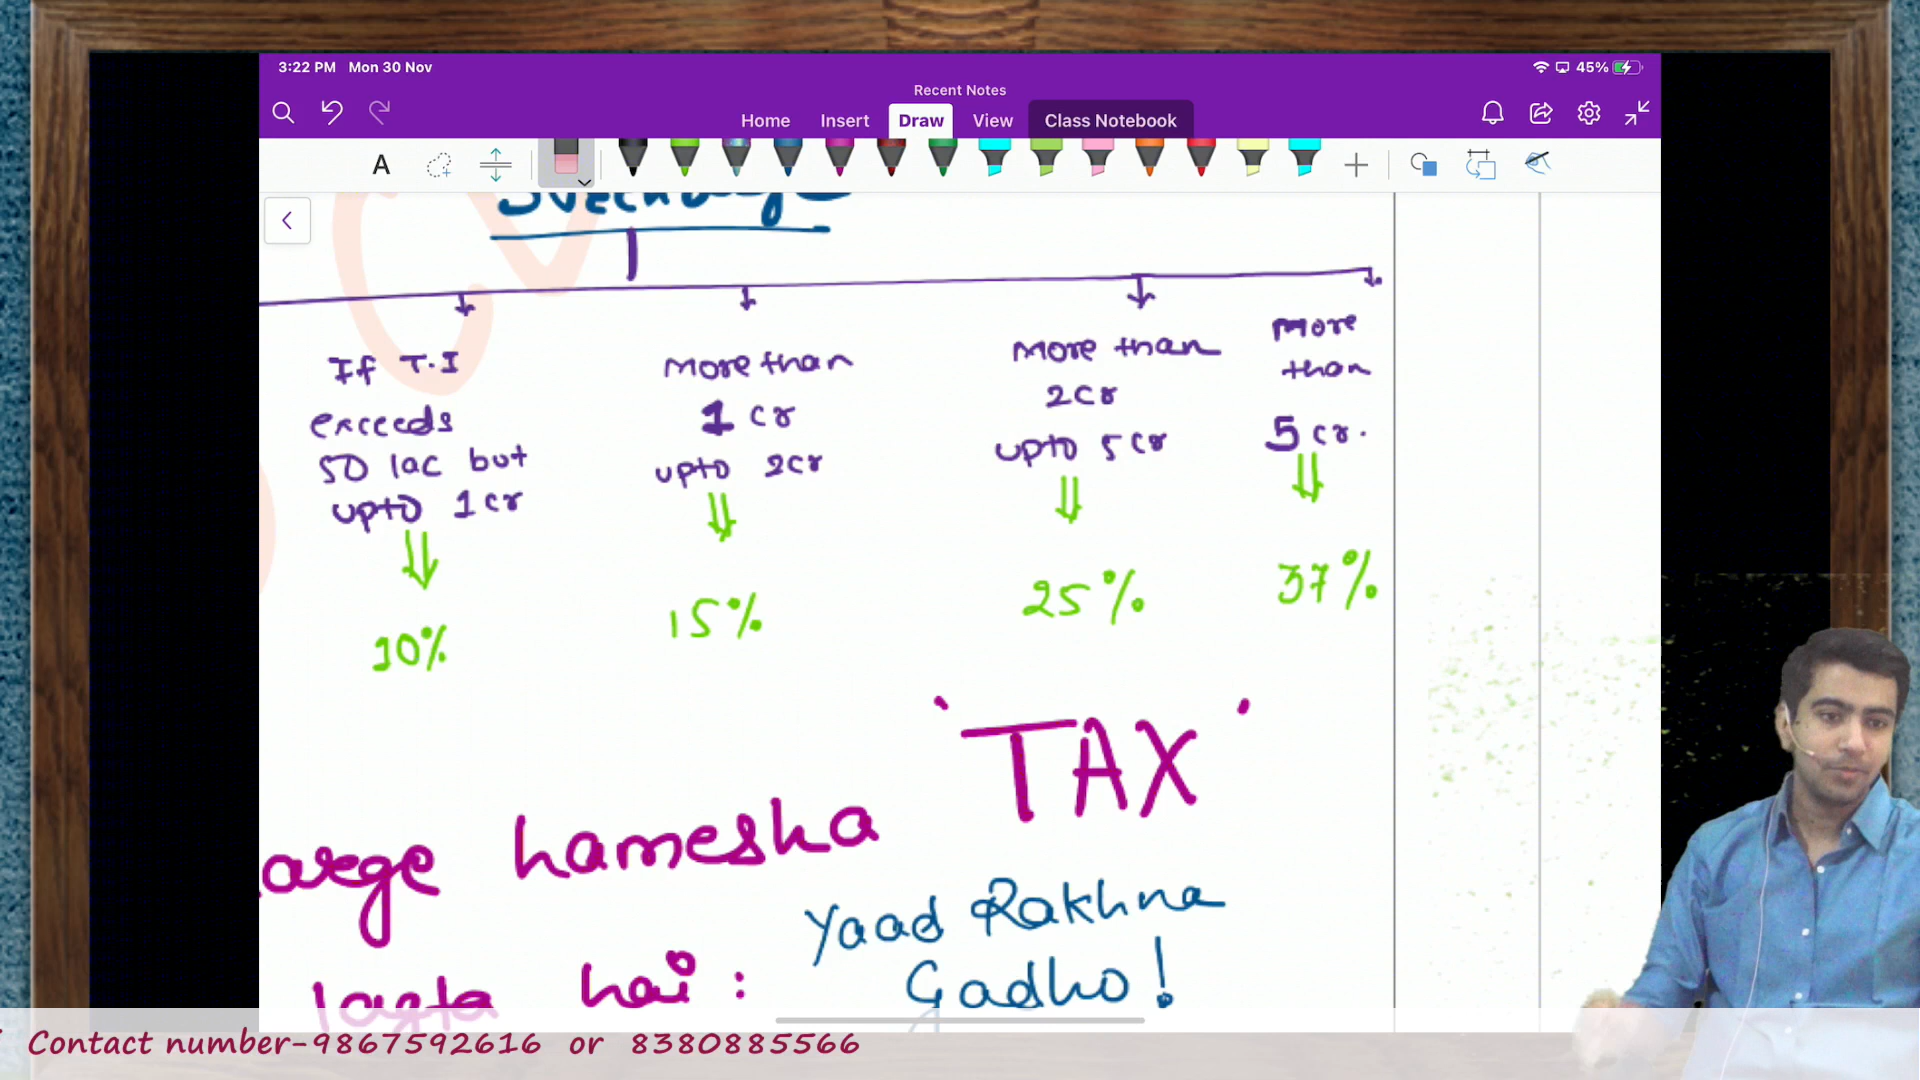 3:22 PM Mon 30 Nov
45%
Recent Notes
Home Insert Draw View Class Notebook
A
If T.I
exceeds
50 lac but
upto 1 cr
10%
More than
1 cr
upto 2cr
15%
More than
2cr
upto 5cr
25%
More
than
5 cr.
37%
'TAX'
arge hamesha
lagta hai :
Yaad Rakhna
Gadho!
Contact number-9867592616 or 8380885566